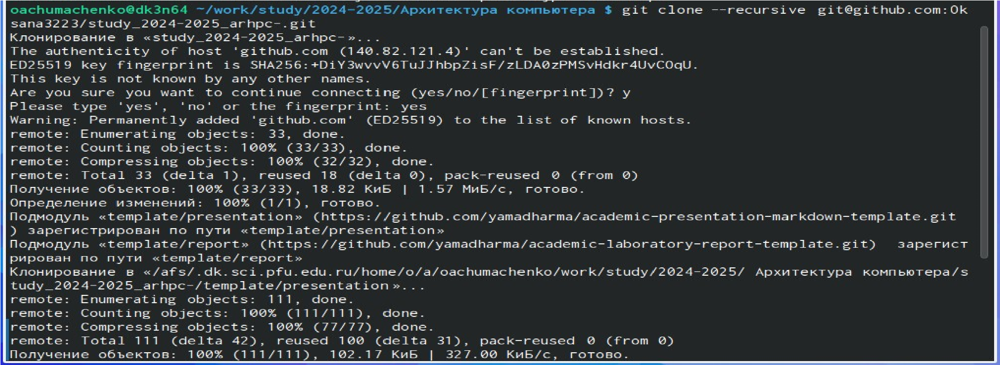 oachumachenko@dk3n64 ~/work/study/2024-2025/Архитектура компьютера $ git clone --recursive git@github.com:Ok
sana3223/study_2024-2025_arhpc-.git
Клонирование в «study_2024-2025_arhpc-»...
The authenticity of host 'github.com (140.82.121.4)' can't be established.
ED25519 key fingerprint is SHA256:+DiY3wvvV6TuJJhbpZisF/zLDA0zPMSvHdkr4UvCOqU.
This key is not known by any other names.
Are you sure you want to continue connecting (yes/no/[fingerprint])? y
Please type 'yes', 'no' or the fingerprint: yes
Warning: Permanently added 'github.com' (ED25519) to the list of known hosts.
remote: Enumerating objects: 33, done.
remote: Counting objects: 100% (33/33), done.
remote: Compressing objects: 100% (32/32), done.
remote: Total 33 (delta 1), reused 18 (delta 0), pack-reused 0 (from 0)
Получение объектов: 100% (33/33), 18.82 КиБ | 1.57 МиБ/с, готово.
Определение изменений: 100% (1/1), готово.
Подмодуль «template/presentation» (https://github.com/yamadharma/academic-presentation-markdown-template.git
) зарегистрирован по пути «template/presentation»
Подмодуль «template/report» (https://github.com/yamadharma/academic-laboratory-report-template.git) зарегист
рирован по пути «template/report»
Клонирование в «/afs/.dk.sci.pfu.edu.ru/home/o/a/oachumachenko/work/study/2024-2025/ Архитектура компьютера/s
tudy_2024-2025_arhpc-/template/presentation»...
remote: Enumerating objects: 111, done.
remote: Counting objects: 100% (111/111), done.
remote: Compressing objects: 100% (77/77), done.
remote: Total 111 (delta 42), reused 100 (delta 31), pack-reused 0 (from 0)
Получение объектов: 100% (111/111), 102.17 КиБ | 327.00 КиБ/с, готово.